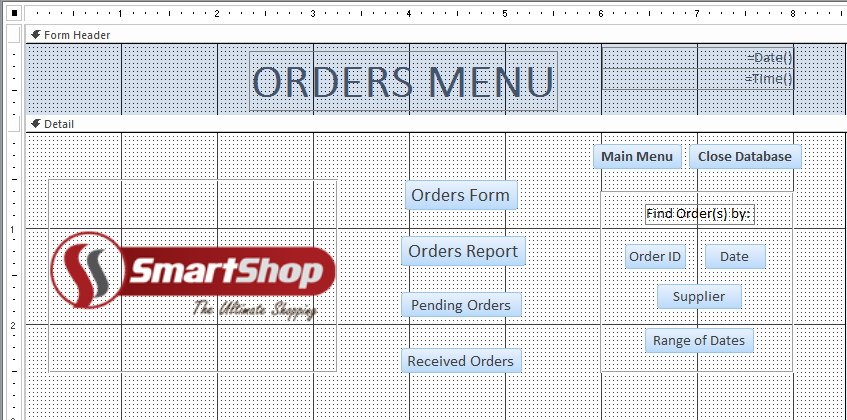 1 2 3 4 5 6 7 8
Form Header
ORDERS MENU
=Date()
=Time()
Detail
Main Menu
Close Database
Orders Form
Find Order(s) by:
1
Orders Report
Order ID
Date
SmartShop
The Ultimate Shopping
Pending Orders
Supplier
2
Range of Dates
Received Orders